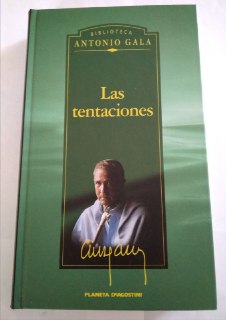 BIBLIOTECA
ANTONIO GALA
Las
tentaciones
PLANETA DeAGOSTINI